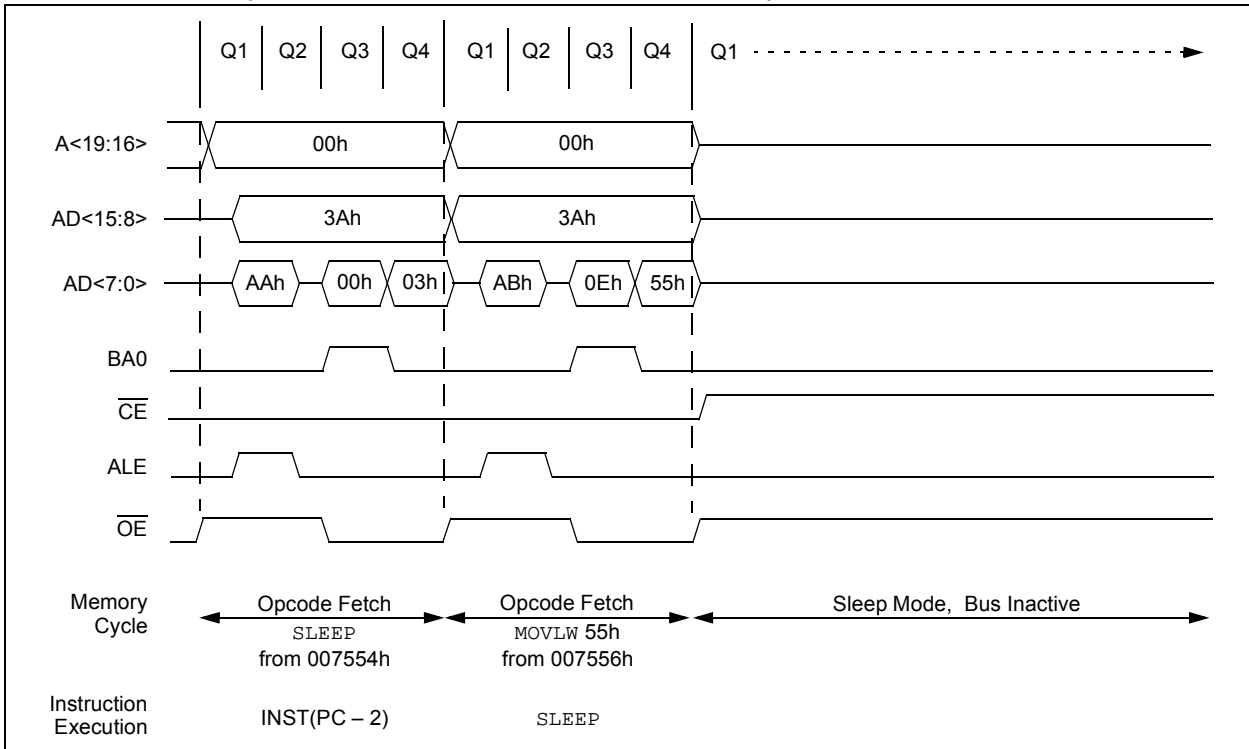 Q1 Q2 Q3 Q4 Q1 Q2 Q3 Q4 Q1
A<19:16> 00h 00h
AD<15:8> 3Ah 3Ah
AD<7:0> AAh 00h 03h ABh 0Eh 55h
BA0
CE
ALE
OE
Memory Cycle
Opcode Fetch
SLEEP
from 007554h
Opcode Fetch
MOVLW 55h
from 007556h
Sleep Mode, Bus Inactive
Instruction Execution
INST(PC – 2)
SLEEP